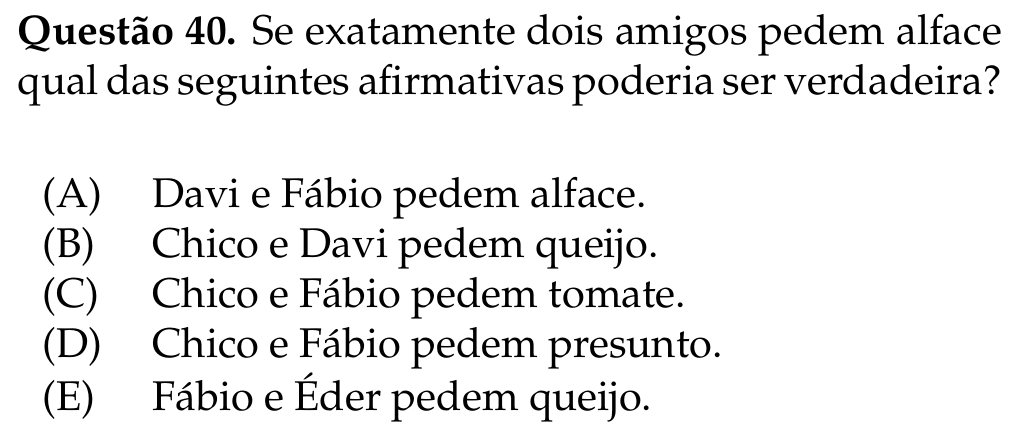 Questão 40. Se exatamente dois amigos pedem alface
qual das seguintes afirmativas poderia ser verdadeira?
(A) Davi e Fábio pedem alface.
(B) Chico e Davi pedem queijo.
(C) Chico e Fábio pedem tomate.
(D) Chico e Fábio pedem presunto.
(E) Fábio e Éder pedem queijo.